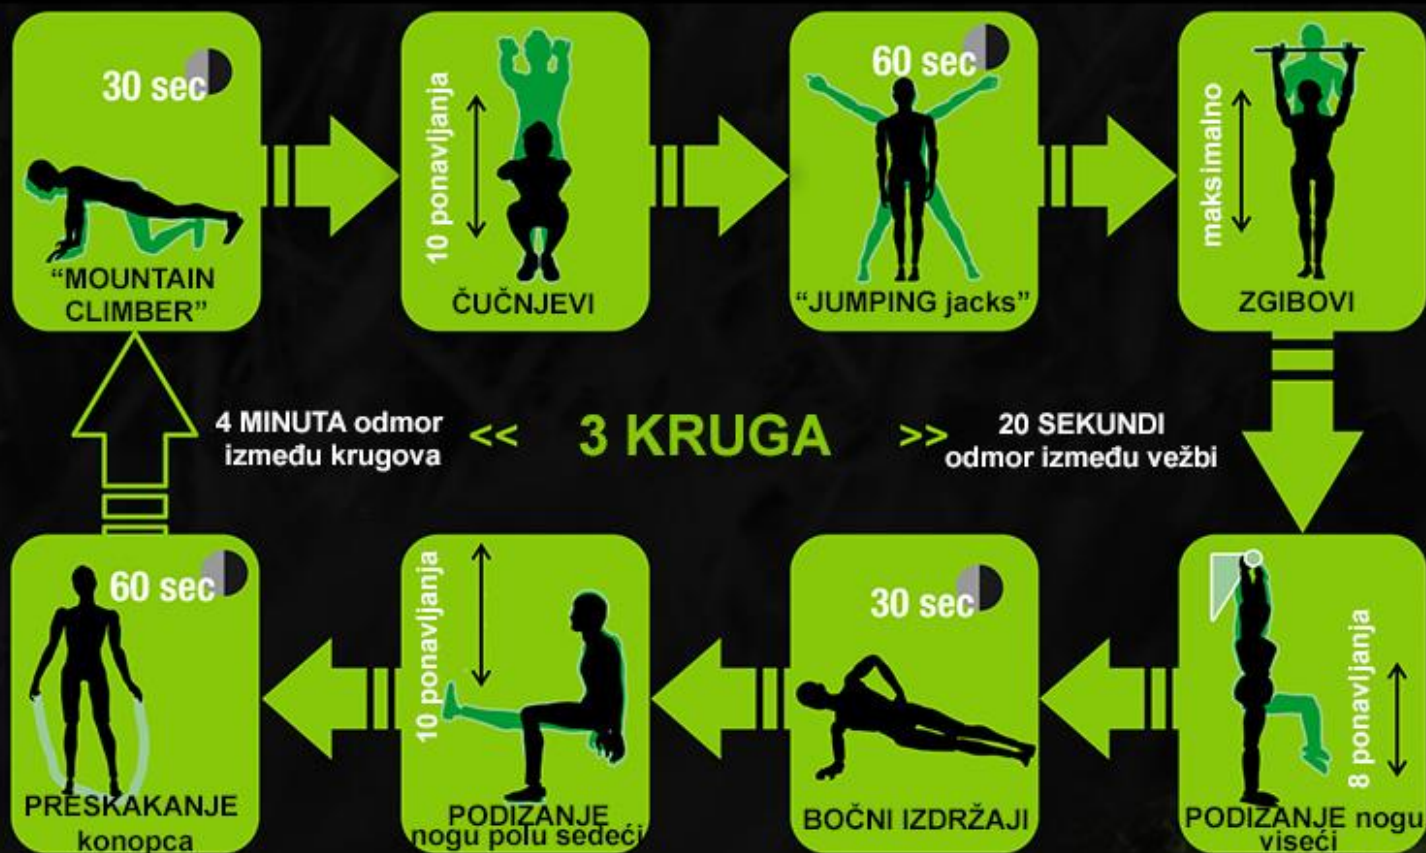 30 sec
“MOUNTAIN
CLIMBER”
10 ponavljanja
ČUČNJEVI
60 sec
“JUMPING jacks”
maksimalno
ZGIBOVI
4 MINUTA odmor
između krugova
<< 3 KRUGA >>
20 SEKUNDI
odmor između vežbi
8 ponavljanja
PODIZANJE nogu
viseći
30 sec
BOČNI IZDRŽAJI
10 ponavljanja
PODIZANJE
nogu polu sedeći
60 sec
PRESKAKANJE
konopca